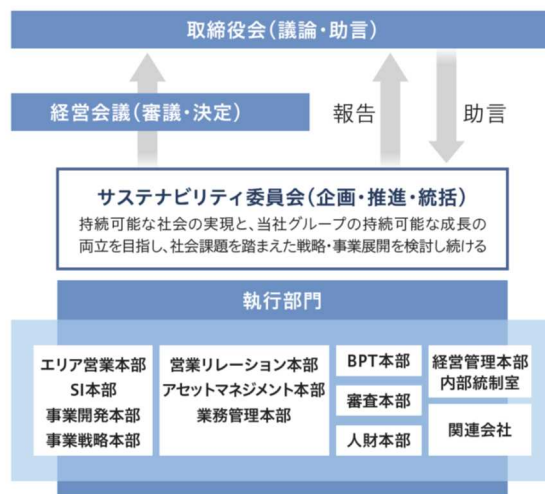 取締役会（議論・助言）
経営会議（審議・決定）
報告
助言
サステナビリティ委員会（企画・推進・統括）
持続可能な社会の実現と、当社グループの持続可能な成長の
両立を目指し、社会課題を踏まえた戦略・事業展開を検討し続ける
執行部門
エリア営業本部
SI本部
事業開発本部
事業戦略本部
営業リレーション本部
アセットマネジメント本部
業務管理本部
BPT本部
審査本部
人財本部
経営管理本部
内部統制室
関連会社